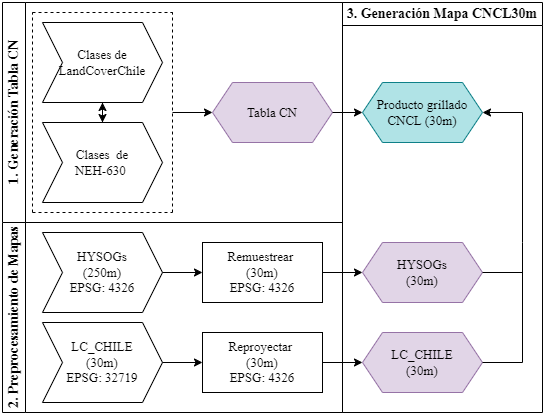 3. Generación Mapa CNCL30m
1. Generación Tabla CN
Clases de
LandCoverChile
Clases de
NEH-630
Tabla CN
Producto grillado
CNCL (30m)
2. Preprocesamiento de Mapas
HYSOGs
(250m)
EPSG: 4326
Remuestrear
(30m)
EPSG: 4326
HYSOGs
(30m)
LC_CHILE
(30m)
EPSG: 32719
Reproyectar
(30m)
EPSG: 4326
LC_CHILE
(30m)